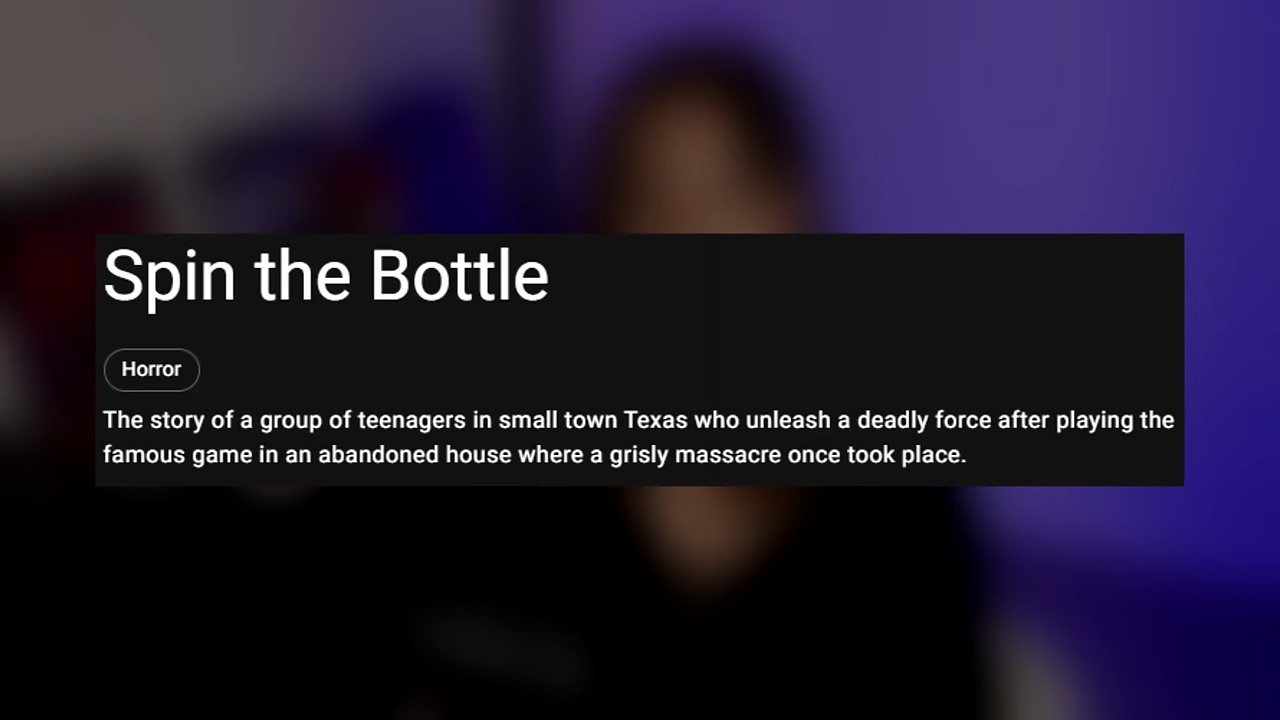 Spin the Bottle
Horror
The story of a group of teenagers in small town Texas who unleash a deadly force after playing the
famous game in an abandoned house where a grisly massacre once took place.